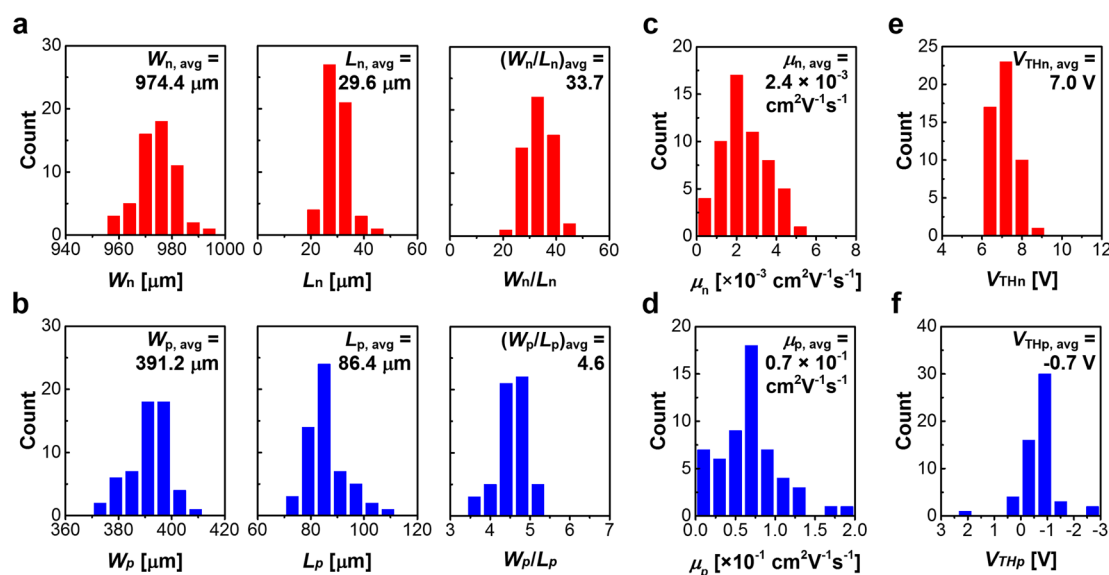 a
30
20
10
0
Count
940
960
980
1000
Wn, avg =
974.4 μm
Wn [μm]
0
20
40
60
Ln, avg =
29.6 μm
Ln [μm]
0
20
40
60
(Wn/Ln)avg =
33.7
Wn/Ln
c
20
15
10
5
0
Count
0
2
4
6
8
μn, avg =
2.4 × 10-3
cm2V-1s-1
μn [×10-3 cm2V-1s-1]
e
25
20
15
10
5
0
Count
4
6
8
10
12
VTHn, avg =
7.0 V
VTHn [V]
b
30
20
10
0
Count
360
380
400
420
Wp, avg =
391.2 μm
Wp [μm]
60
80
100
120
Lp, avg =
86.4 μm
Lp [μm]
3
4
5
6
7
(Wp/Lp)avg =
4.6
Wp/Lp
d
20
15
10
5
0
Count
0.0
0.5
1.0
1.5
2.0
μp, avg =
0.7 × 10-1
cm2V-1s-1
μp [×10-1 cm2V-1s-1]
f
40
30
20
10
0
Count
3
2
1
0
-1
-2
-3
VTHp, avg =
-0.7 V
VTHp [V]